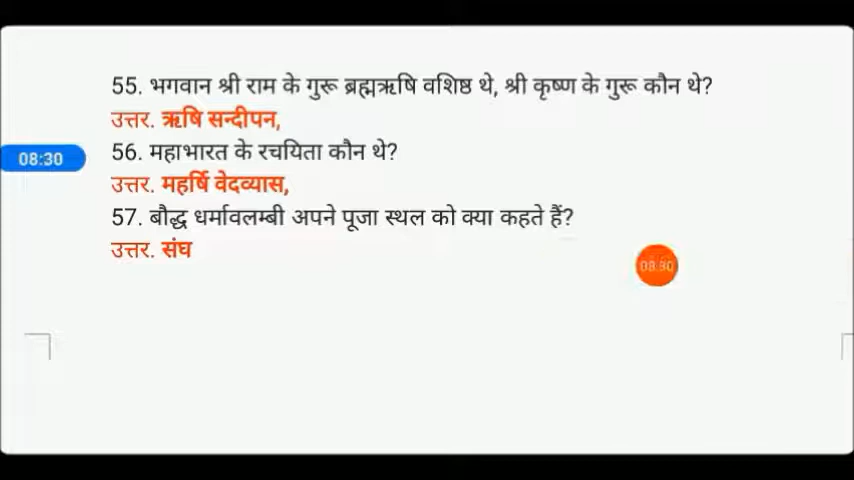 55. भगवान श्री राम के गुरू ब्रह्मऋषि वशिष्ठ थे, श्री कृष्ण के गुरू कौन थे?
उत्तर. ऋषि सन्दीपन,
08:30
56. महाभारत के रचयिता कौन थे?
उत्तर. महर्षि वेदव्यास,
57. बौद्ध धर्मावलम्बी अपने पूजा स्थल को क्या कहते हैं?
उत्तर. संघ
08:30